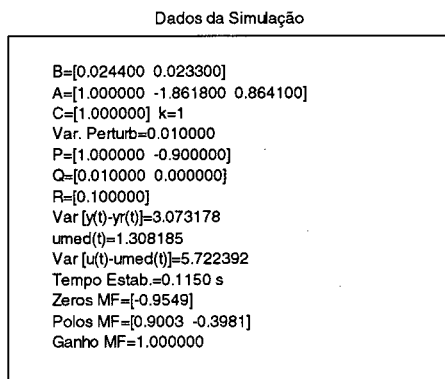 Dados da Simulação
B=[0.024400 0.023300]
A=[1.000000 -1.861800 0.864100]
C=[1.000000] k=1
Var. Perturb=0.010000
P=[1.000000 -0.900000]
Q=[0.010000 0.000000]
R=[0.100000]
Var [y(t)-yr(t)]=3.073178
umed(t)=1.308185
Var [u(t)-umed(t)]=5.722392
Tempo Estab.=0.1150 s
Zeros MF=[-0.9549]
Polos MF=[0.9003 -0.3981]
Ganho MF=1.000000